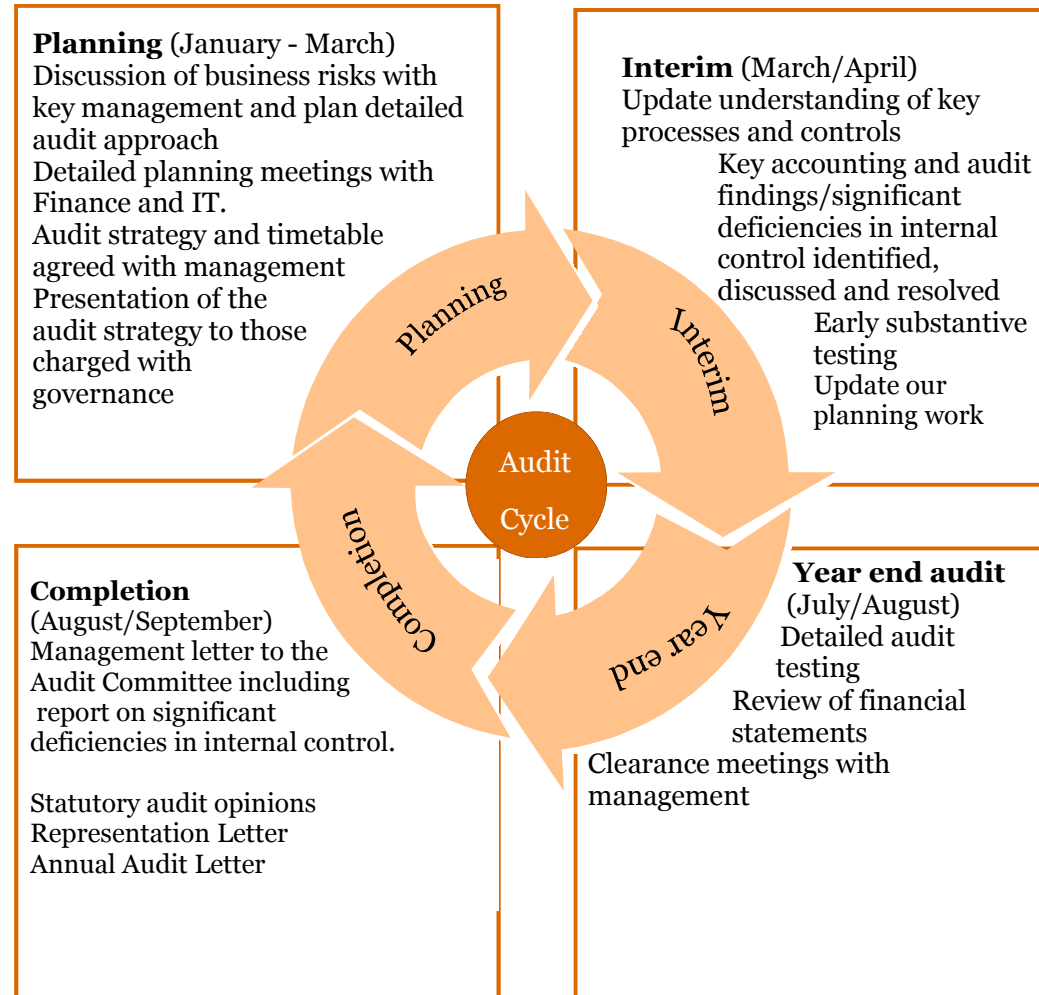 Planning (January - March)
Discussion of business risks with
key management and plan detailed
audit approach
Detailed planning meetings with
Finance and IT.
Audit strategy and timetable
agreed with management
Presentation of the
audit strategy to those
charged with
governance
Interim (March/April)
Update understanding of key
processes and controls
Key accounting and audit
findings/significant
deficiencies in internal
control identified,
discussed and resolved
Early substantive
testing
Update our
planning work
Planning
Interim
Audit
Cycle
Completion
Year end
Completion
(August/September)
Management letter to the
Audit Committee including
report on significant
deficiencies in internal control.
Statutory audit opinions
Representation Letter
Annual Audit Letter
Year end audit
(July/August)
Detailed audit
testing
Review of financial
statements
Clearance meetings with
management